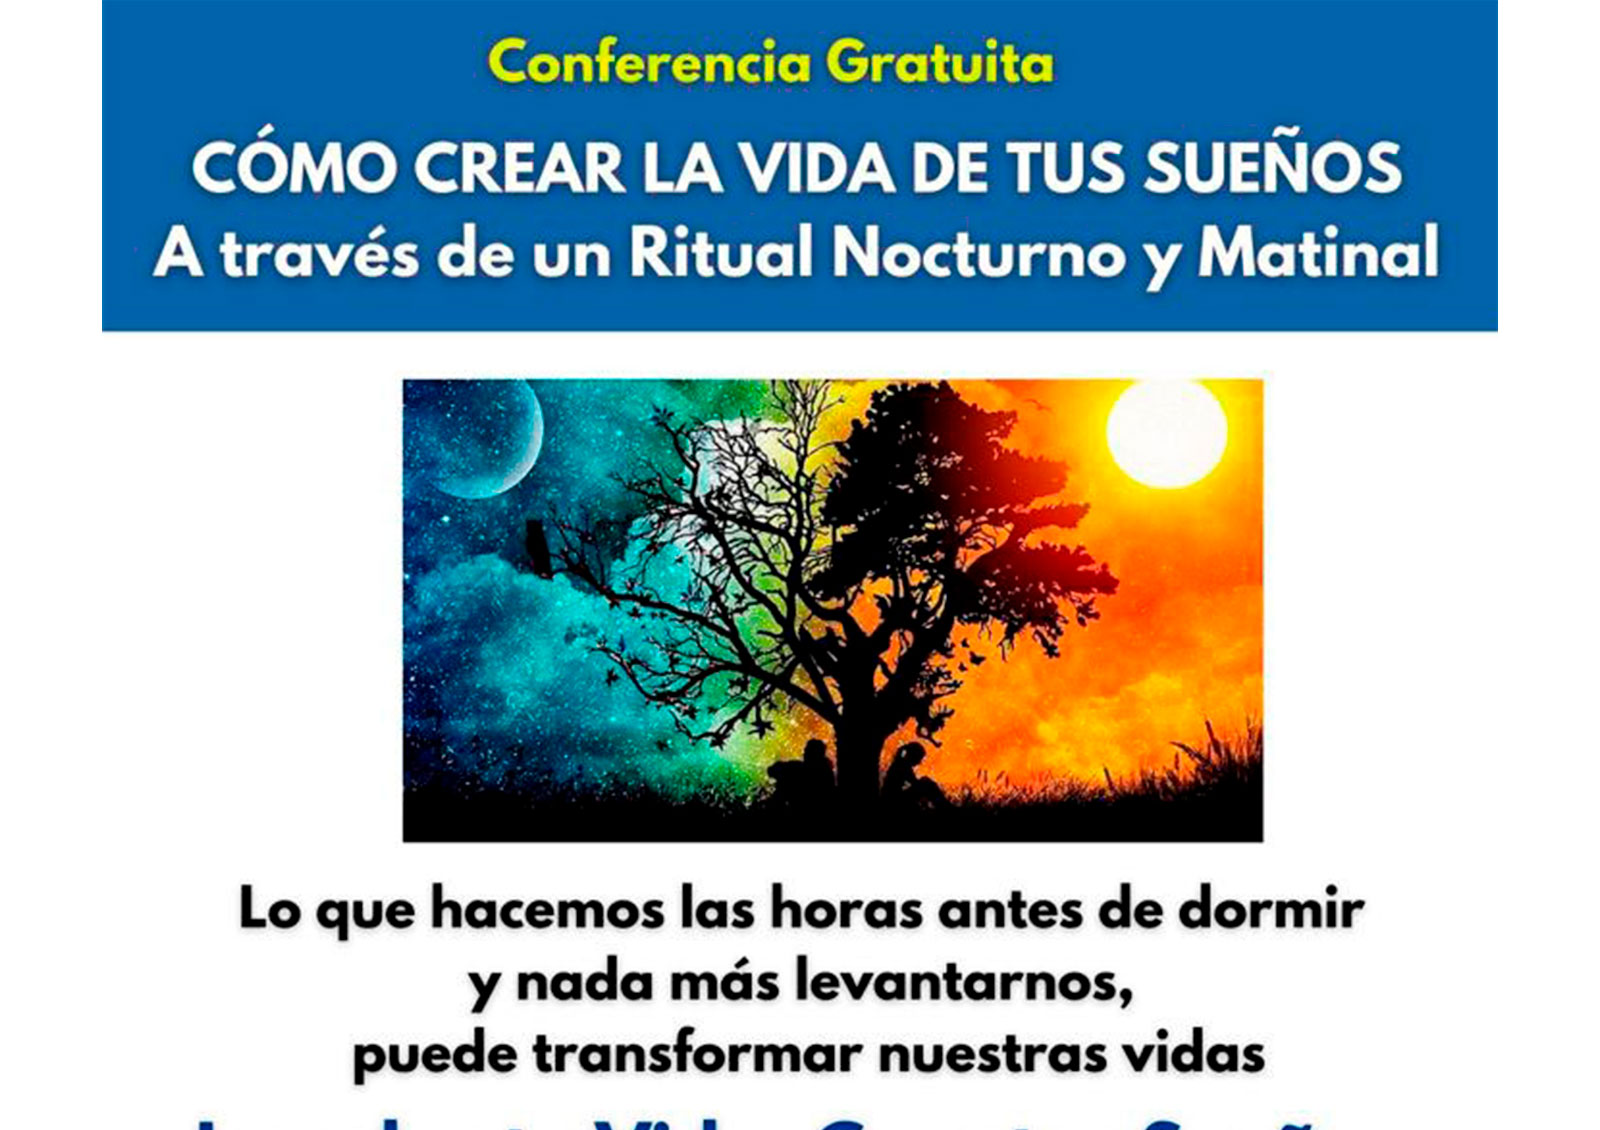 Conferencia Gratuita
CÓMO CREAR LA VIDA DE TUS SUEÑOS
A través de un Ritual Nocturno y Matinal
Lo que hacemos las horas antes de dormir
y nada más levantarnos,
puede transformar nuestras vidas